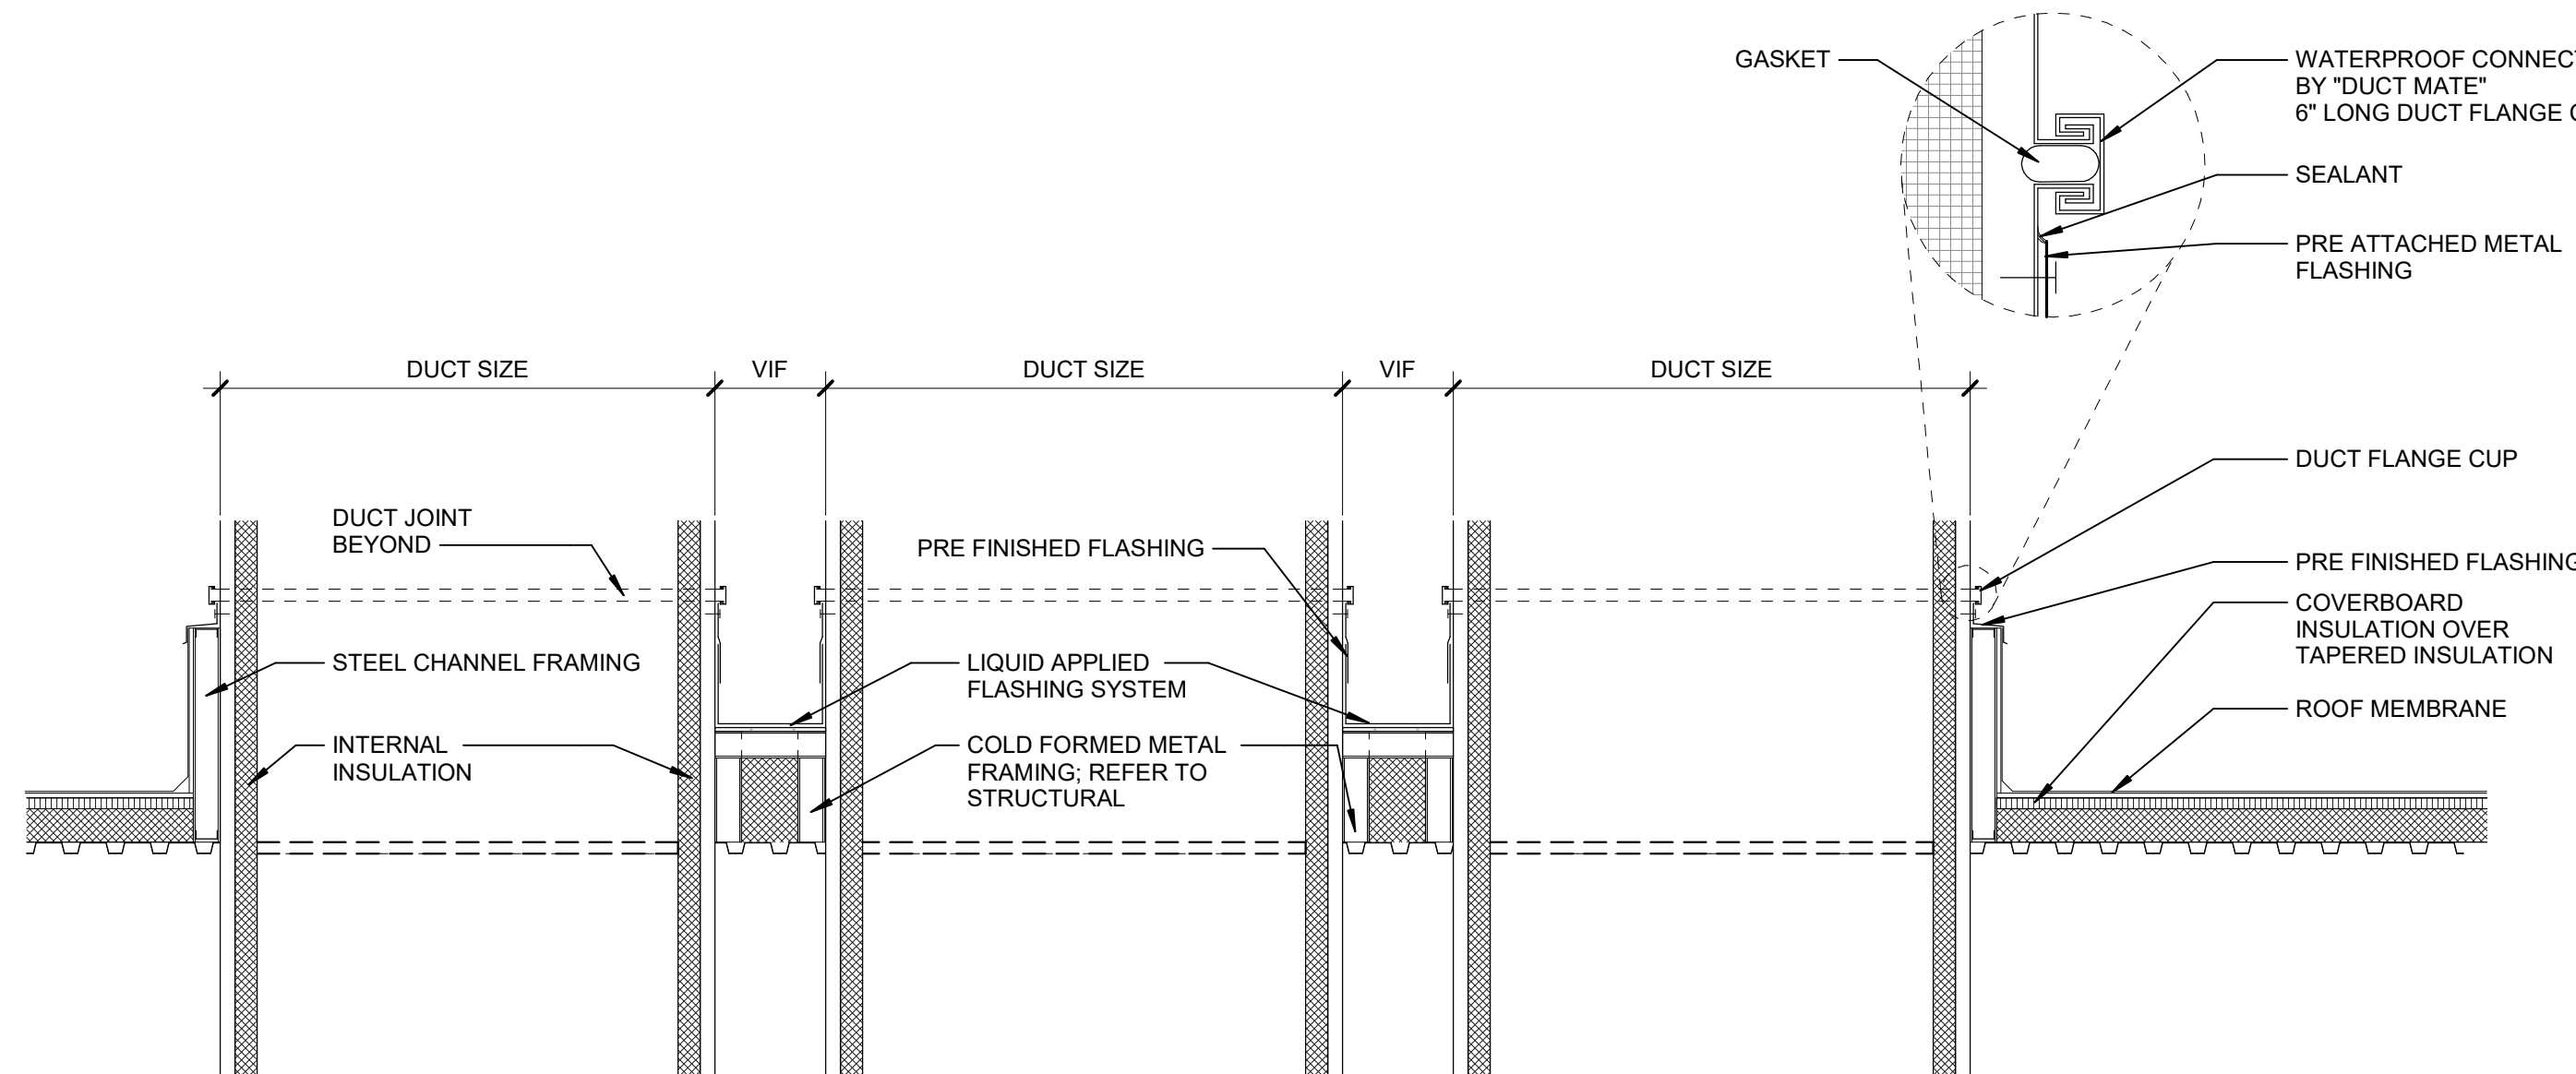 GASKET
WATERPROOF CONNECT
BY "DUCT MATE"
6" LONG DUCT FLANGE
SEALANT
PRE ATTACHED METAL
FLASHING
DUCT SIZE
VIF
DUCT SIZE
VIF
DUCT SIZE
DUCT FLANGE CUP
DUCT JOINT
BEYOND
PRE FINISHED FLASHING
PRE FINISHED FLASHING
COVERBOARD
INSULATION OVER
TAPERED INSULATION
STEEL CHANNEL FRAMING
LIQUID APPLIED
FLASHING SYSTEM
ROOF MEMBRANE
INTERNAL
INSULATION
COLD FORMED METAL
FRAMING; REFER TO
STRUCTURAL